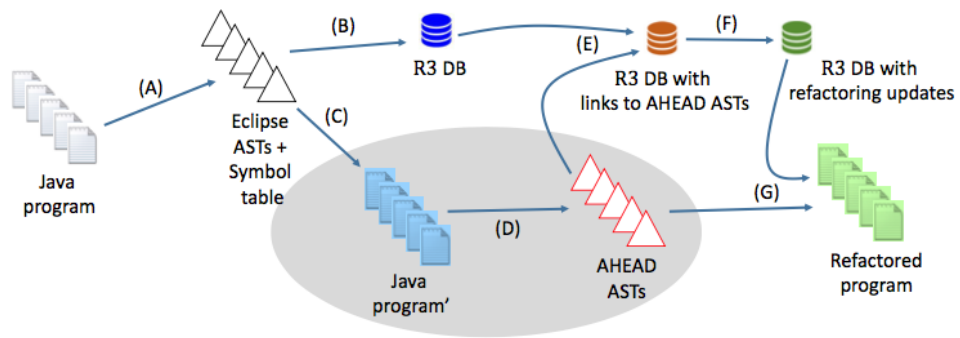 (A)
(B)
(C)
(D)
(E)
(F)
(G)
Java
program
Eclipse
ASTs +
Symbol
table
R3 DB
Java
program’
AHEAD
ASTs
R3 DB with
links to AHEAD ASTs
R3 DB with
refactoring updates
Refactored
program